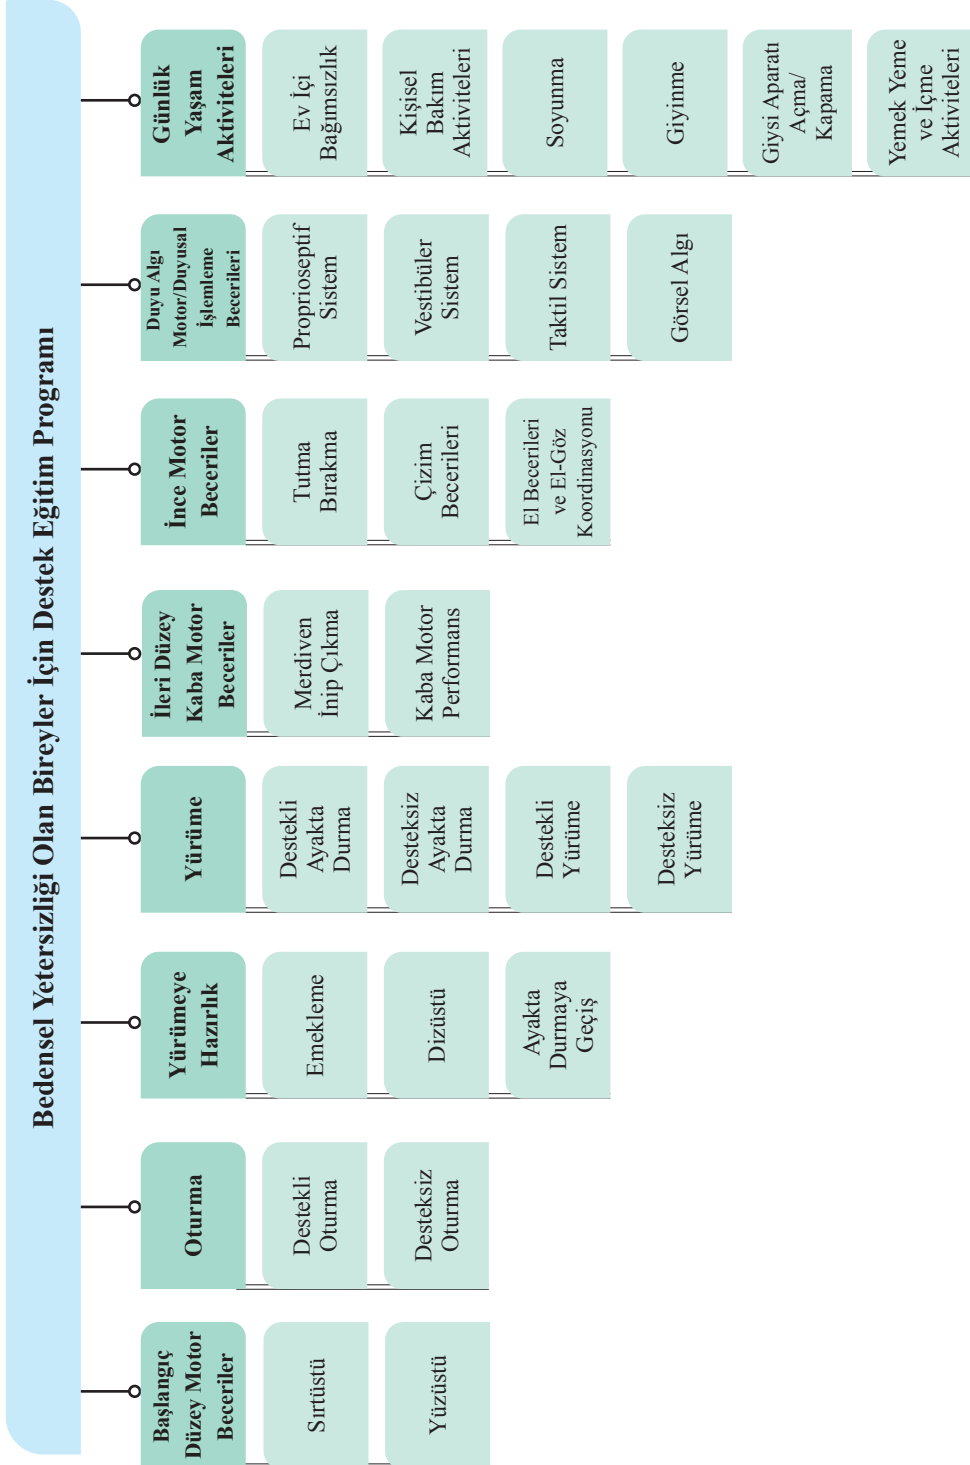 Bedensel Yetersizliği Olan Bireyler İçin Destek Eğitim Programı
Başlangıç
Düzey Motor
Beceriler
Sırtüstü
Yüzüstü
Oturma
Destekli
Oturma
Desteksiz
Oturma
Yürümeye
Hazırlık
Emekleme
Dizüstü
Ayakta
Durmaya
Geçiş
Yürüme
Destekli
Ayakta
Durma
Desteksiz
Ayakta
Durma
Destekli
Yürüme
Desteksiz
Yürüme
İleri Düzey
Kaba Motor
Beceriler
Merdiven
İnip Çıkma
Kaba Motor
Performans
İnce Motor
Beceriler
Tutma
Bırakma
Çizim
Becerileri
El Becerileri
ve El-Göz
Koordinasyonu
Duyu Algı
Motor/Duyusal
İşlemleme
Becerileri
Proprioseptif
Sistem
Vestibüler
Sistem
Taktil Sistem
Görsel Algı
Günlük
Yaşam
Aktiviteleri
Ev İçi
Bağımsızlık
Kişisel
Bakım
Aktiviteleri
Soyunma
Giyinme
Giysi Aparatı
Açma/
Kapama
Yemek Yeme
ve İçme
Aktiviteleri